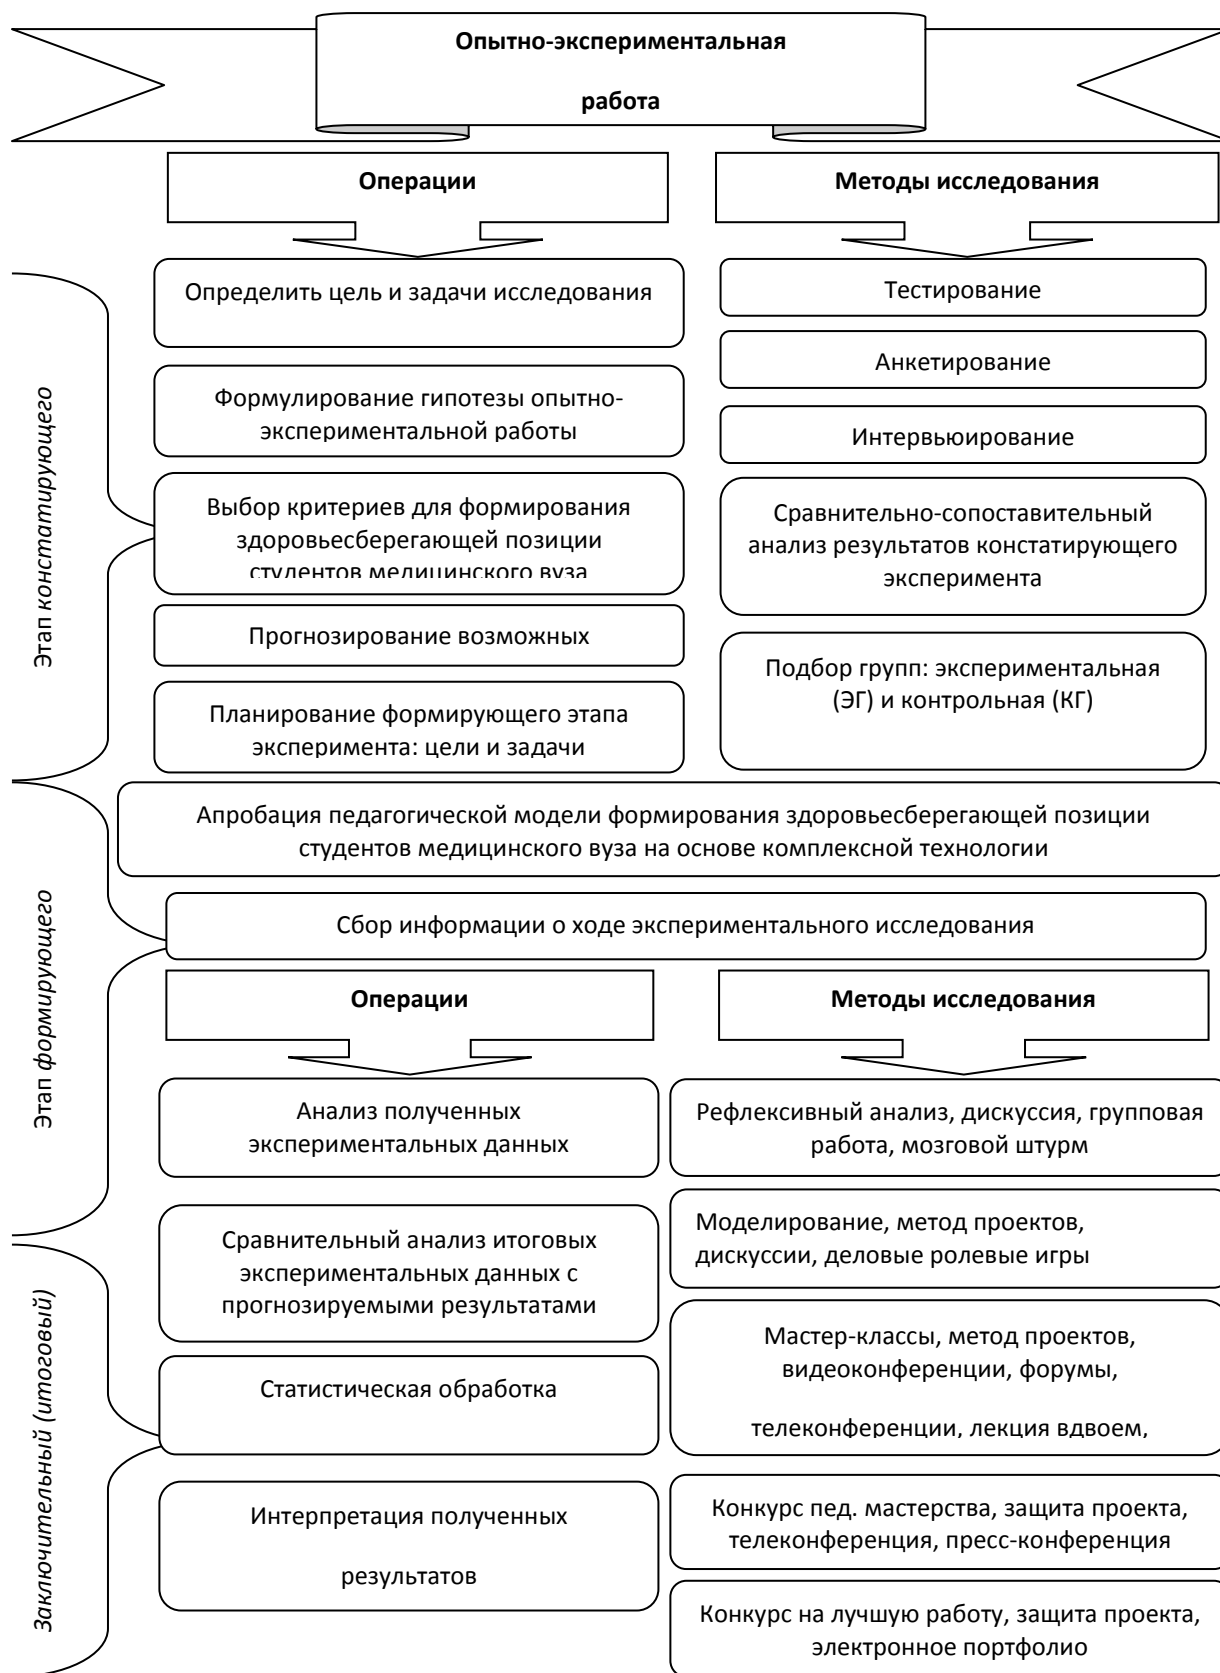 Опытно-экспериментальная
работа
Операции
Методы исследования
Этап констатирующего
Определить цель и задачи исследования
Формулирование гипотезы опытно-
экспериментальной работы
Выбор критериев для формирования
здоровьесберегающей позиции
студентов медицинского вуза
Прогнозирование возможных
Планирование формирующего этапа
эксперимента: цели и задачи
Тестирование
Анкетирование
Интервьюирование
Сравнительно-сопоставительный
анализ результатов констатирующего
эксперимента
Подбор групп: экспериментальная
(ЭГ) и контрольная (КГ)
Этап формирующего
Апробация педагогической модели формирования здоровьесберегающей позиции
студентов медицинского вуза на основе комплексной технологии
Сбор информации о ходе экспериментального исследования
Операции
Методы исследования
Анализ полученных
экспериментальных данных
Сравнительный анализ итоговых
экспериментальных данных с
прогнозируемыми результатами
Заключительный (итоговый)
Статистическая обработка
Интерпретация полученных
результатов
Рефлексивный анализ, дискуссия, групповая
работа, мозговой штурм
Моделирование, метод проектов,
дискуссии, деловые ролевые игры
Мастер-классы, метод проектов,
видеоконференции, форумы,
телеконференции, лекция вдвоем,
Конкурс пед. мастерства, защита проекта,
телеконференция, пресс-конференция
Конкурс на лучшую работу, защита проекта,
электронное портфолио